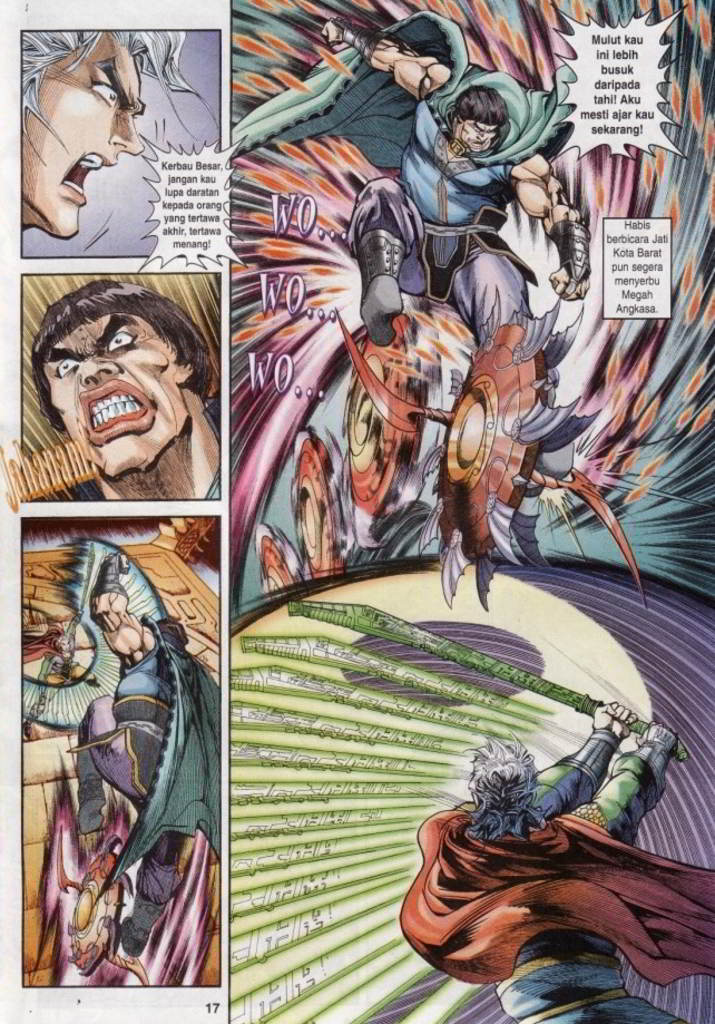 Kerbau Besar,
jangan kau
lupa daratan
kepada orang
yang tertawa
akhir, tertawa
menang!
Mulut kau
ini lebih
busuk
daripada
tahi! Aku
mesti ajar kau
sekarang!
WO...
WO...
WO...
Habis
berbicara Jati
Kota Barat
pun segera
menyerbu
Megah
Angkasa.
17